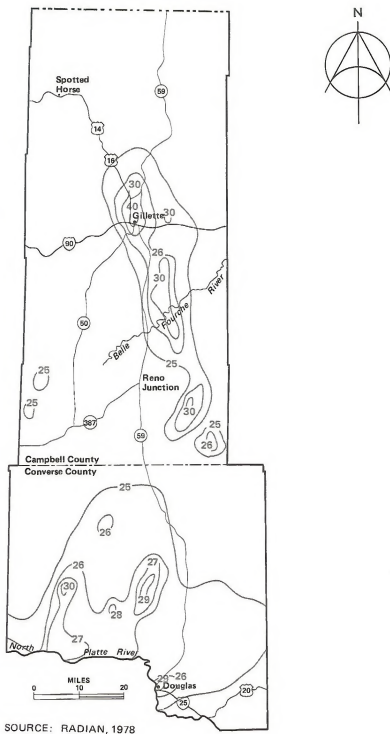 N
Spotted
Horse
59
14
16
30
40
Gillette
30
90
26
30
River
Fourche
Belle
50
25
25
Reno
Junction
25
30
25
26
387
59
Campbell County
Converse County
25
26
26
27
30
29
28
27
North
Platte River
MILES
0 10 20
29 26
Douglas
20
25
SOURCE: RADIAN, 1978